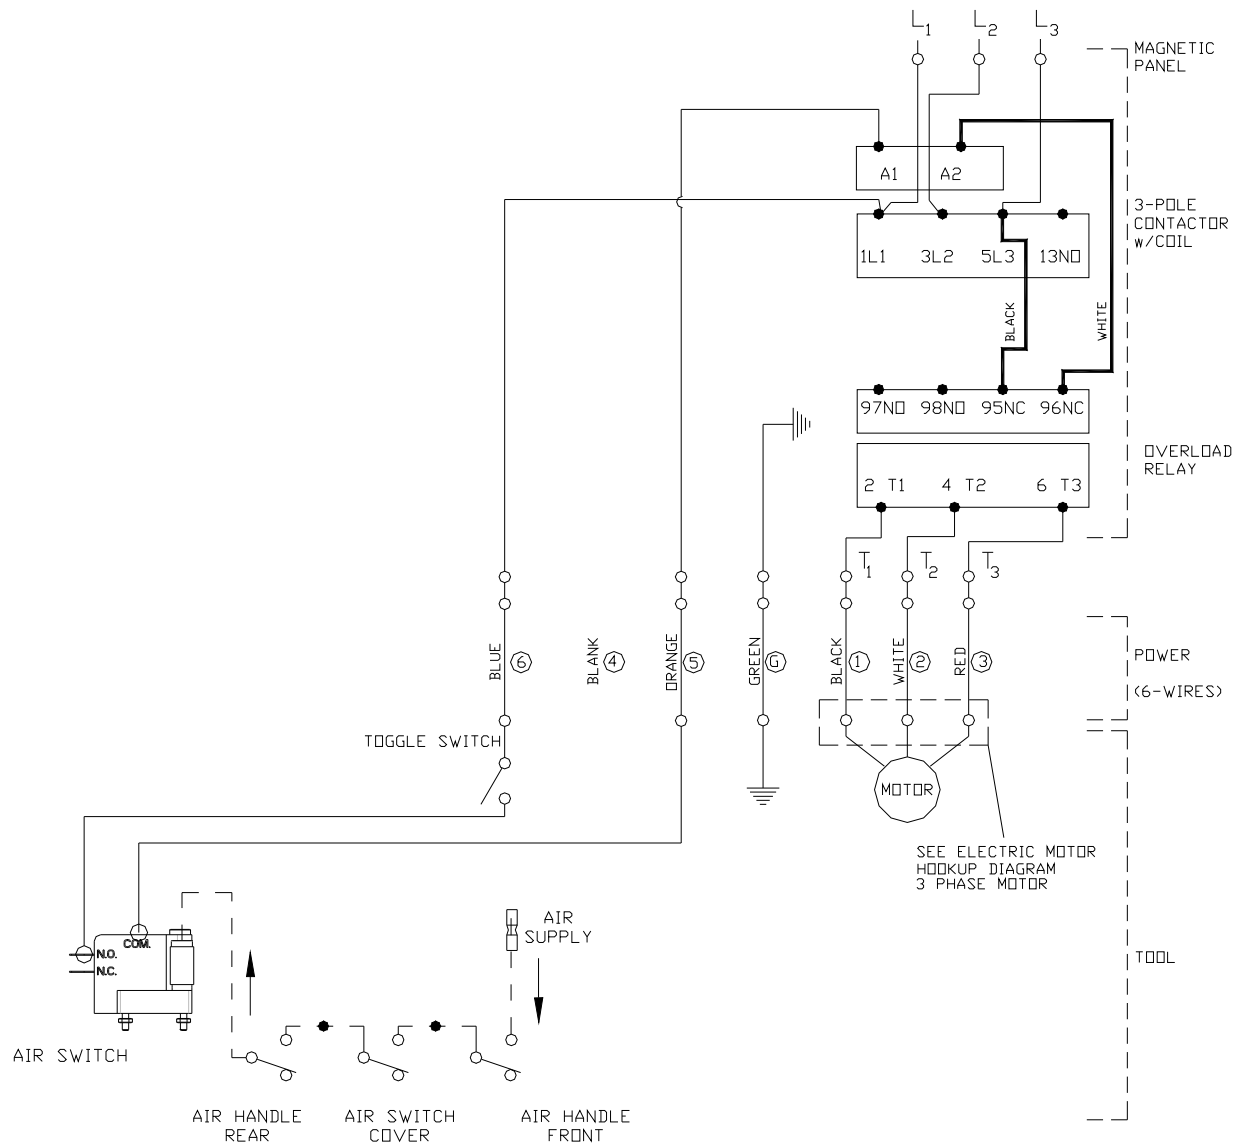 L1 L2 L3
MAGNETIC
PANEL
A1 A2
3-POLE
CONTACTOR
W/COIL
1L1 3L2 5L3 13NO
BLACK
WHITE
97NO 98NO 95NC 96NC
OVERLOAD
RELAY
2 T1 4 T2 6 T3
T1 T2 T3
BLUE 6
BLANK 4
ORANGE 5
GREEN G
BLACK 1
WHITE 2
RED 3
POWER
(6-WIRES)
TOGGLE SWITCH
MOTOR
SEE ELECTRIC MOTOR
HOOKUP DIAGRAM
3 PHASE MOTOR
COM.
N.O.
N.C.
AIR
SUPPLY
TOOL
AIR SWITCH
AIR HANDLE
REAR
AIR SWITCH
COVER
AIR HANDLE
FRONT